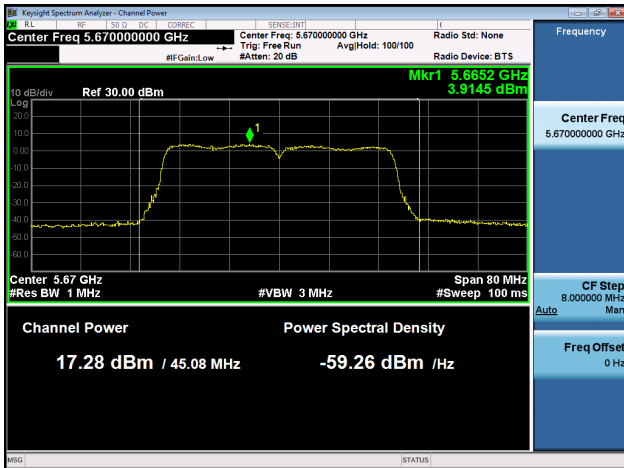 Keysight Spectrum Analyzer - Channel Power
RL RF 50 Ω DC CORREC SENSE:INT
Center Freq 5.670000000 GHz
Center Freq: 5.670000000 GHz
Radio Std: None
Trig: Free Run Avg|Hold: 100/100
#IFGain:Low #Atten: 20 dB Radio Device: BTS
Mkr1 5.6652 GHz
3.9145 dBm
10 dB/div Ref 30.00 dBm
Log
20.0
10.0
1
0.00
-10.0
-20.0
-30.0
-40.0
-50.0
-60.0
Center 5.67 GHz Span 80 MHz
#Res BW 1 MHz #VBW 3 MHz #Sweep 100 ms
Channel Power Power Spectral Density
17.28 dBm / 45.08 MHz -59.26 dBm /Hz
MSG STATUS
Frequency
Center Freq
5.670000000 GHz
CF Step
8.000000 MHz
Auto Man
Freq Offset
0 Hz